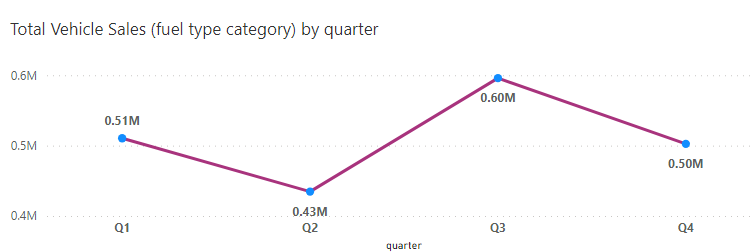 Total Vehicle Sales (fuel type category) by quarter
0.6M
0.51M
0.60M
0.5M
0.50M
0.43M
0.4M
Q1 Q2 Q3 Q4
quarter